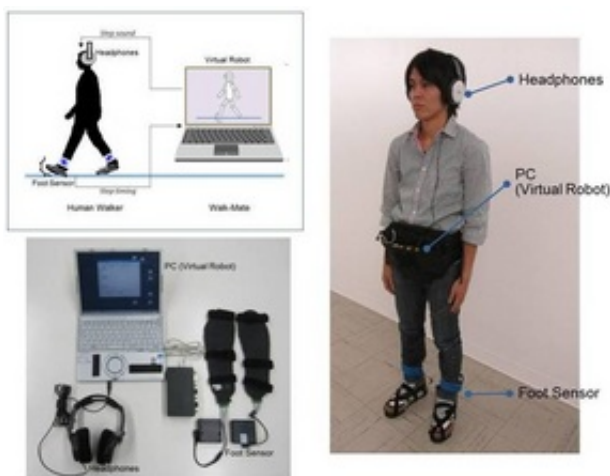 Step sound
Headphones
Virtual Robot
Foot Sensor
Step timing
Human Walker
Walk-Mate
PC (Virtual Robot)
Foot Sensor
Headphones
Headphones
PC
(Virtual Robot)
Foot Sensor